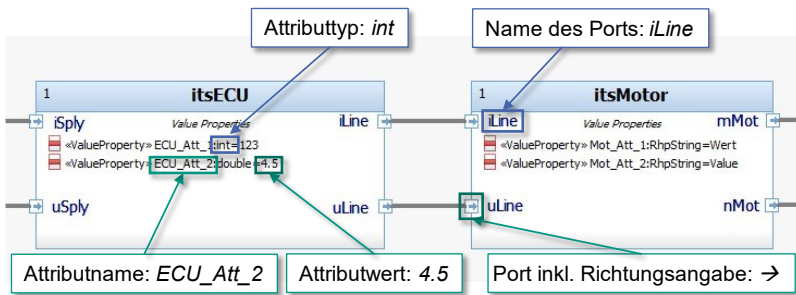 Attributtyp: int
Name des Ports: iLine
1 itsECU
1 itsMotor
iSply Value Properties iLine
iLine Value Properties mMot
«ValueProperty» ECU_Att_1:int=123
«ValueProperty» Mot_Att_1:RhpString=Wert
«ValueProperty» ECU_Att_2:double=4.5
«ValueProperty» Mot_Att_2:RhpString=Value
uSply uLine
uLine nMot
Attributname: ECU_Att_2
Attributwert: 4.5
Port inkl. Richtungsangabe: →